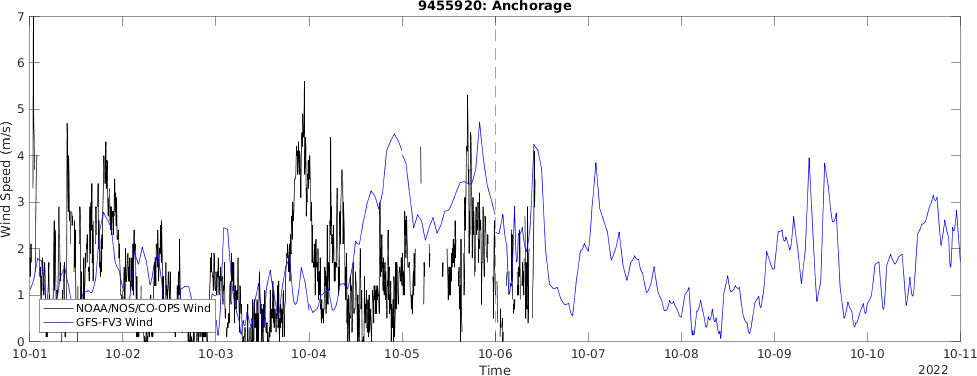 9455920: Anchorage
7
6
5
4
3
2
1
0
Wind Speed (m/s)
NOAA/NOS/CO-OPS Wind
GFS-FV3 Wind
10-01 10-02 10-03 10-04 10-05 10-06 10-07 10-08 10-09 10-10 10-11
Time
2022